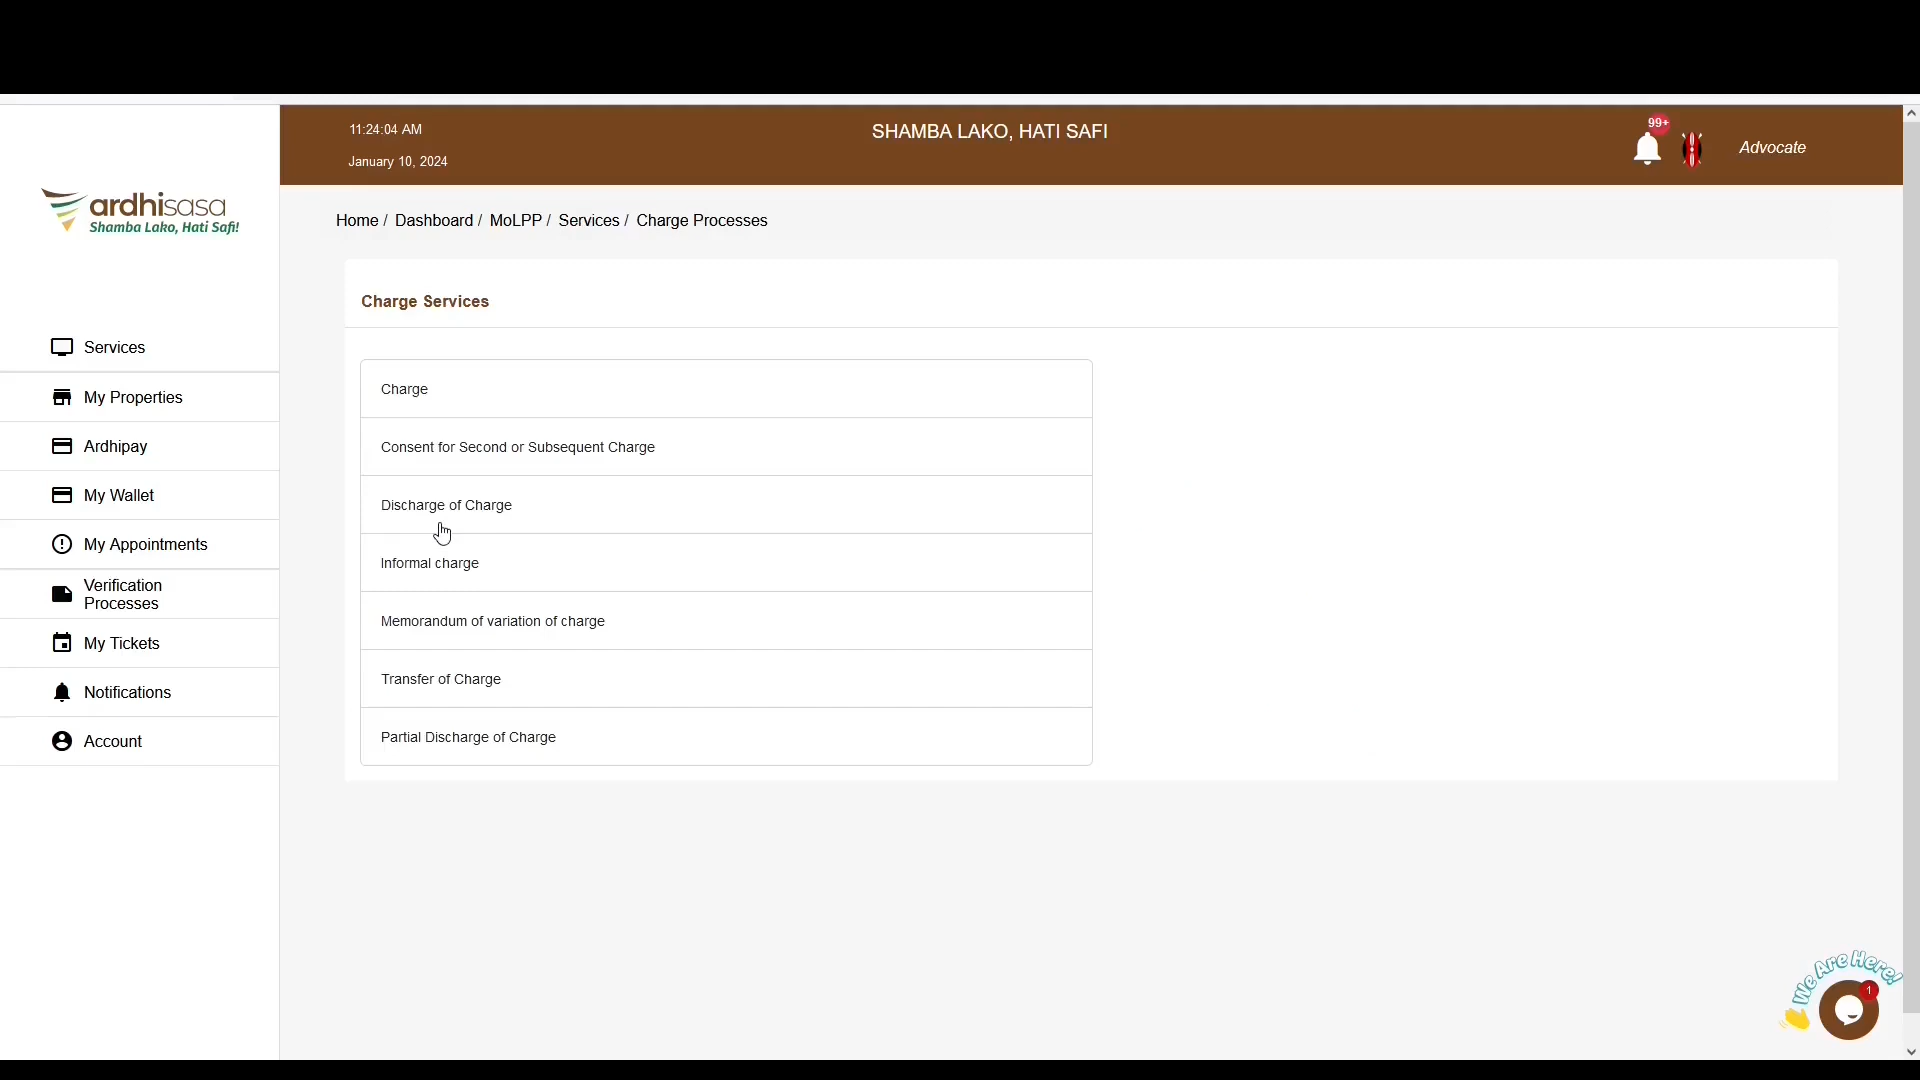 11:24:04 AM
SHAMBA LAKO, HATI SAFI
99+
Advocate
January 10, 2024
ardhisasa
Shamba Lako, Hati Safi!
Home / Dashboard / MoLPP / Services / Charge Processes
Charge Services
Services
My Properties
Ardhipay
My Wallet
My Appointments
Verification
Processes
My Tickets
Notifications
Account
Charge
Consent for Second or Subsequent Charge
Discharge of Charge
Informal charge
Memorandum of variation of charge
Transfer of Charge
Partial Discharge of Charge
We Are Here!
1